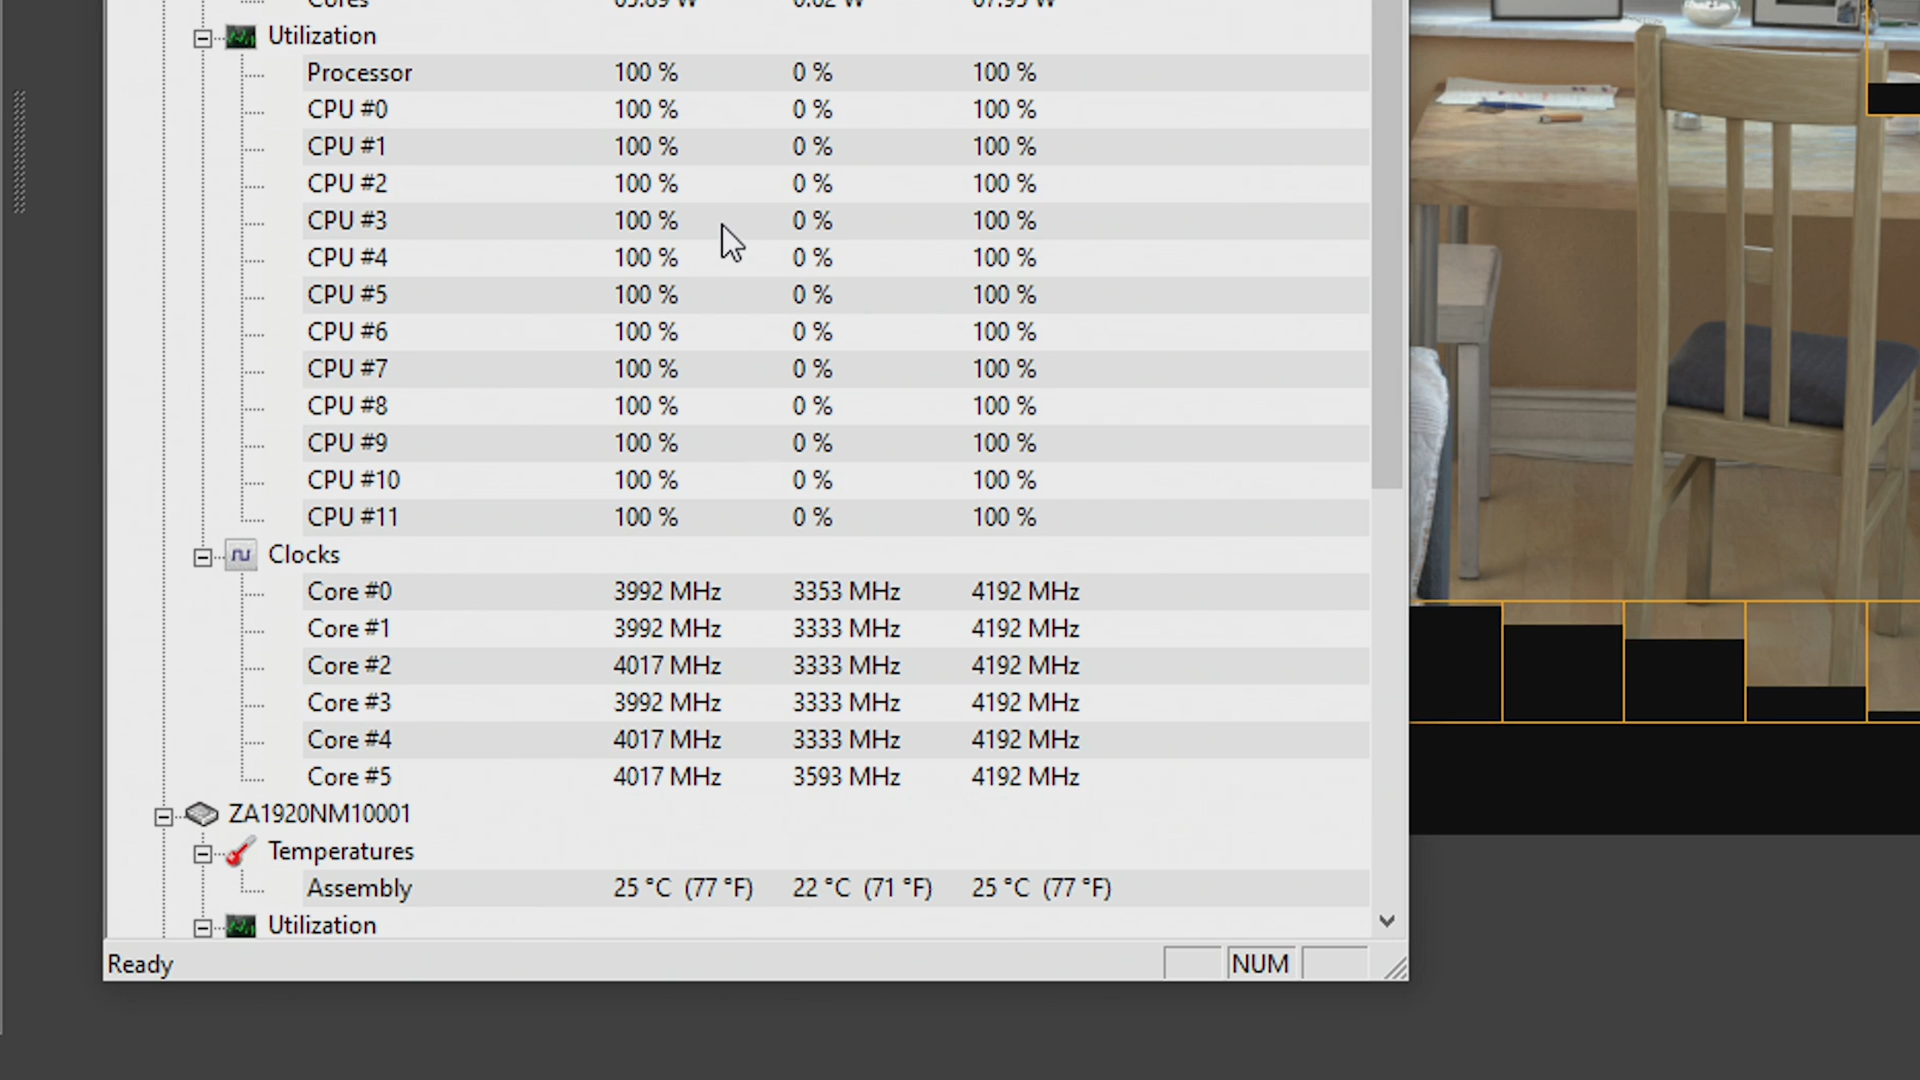 Utilization
Processor 100 % 0 % 100 %
CPU #0 100 % 0 % 100 %
CPU #1 100 % 0 % 100 %
CPU #2 100 % 0 % 100 %
CPU #3 100 % 0 % 100 %
CPU #4 100 % 0 % 100 %
CPU #5 100 % 0 % 100 %
CPU #6 100 % 0 % 100 %
CPU #7 100 % 0 % 100 %
CPU #8 100 % 0 % 100 %
CPU #9 100 % 0 % 100 %
CPU #10 100 % 0 % 100 %
CPU #11 100 % 0 % 100 %
Clocks
Core #0 3992 MHz 3353 MHz 4192 MHz
Core #1 3992 MHz 3333 MHz 4192 MHz
Core #2 4017 MHz 3333 MHz 4192 MHz
Core #3 3992 MHz 3333 MHz 4192 MHz
Core #4 4017 MHz 3333 MHz 4192 MHz
Core #5 4017 MHz 3593 MHz 4192 MHz
ZA1920NM10001
Temperatures
Assembly 25 °C (77 °F) 22 °C (71 °F) 25 °C (77 °F)
Utilization
Ready NUM